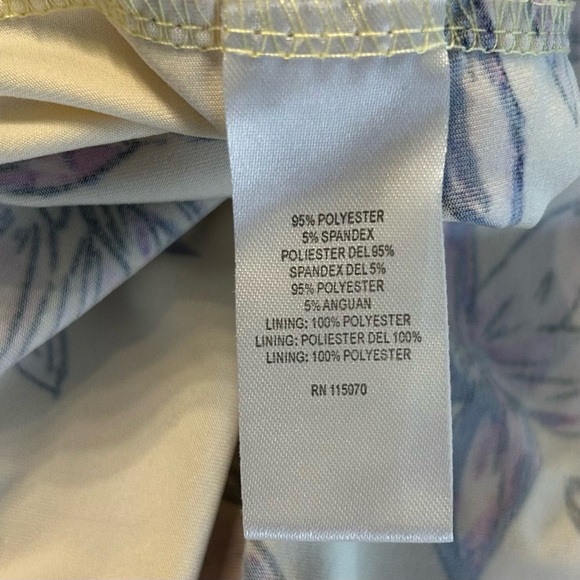 95% POLYESTER
5% SPANDEX
POLIESTER DEL 95%
SPANDEX DEL 5%
95% POLYESTER
5% ANGUAN
LINING: 100% POLYESTER
LINING: POLIESTER DEL 100%
LINING: 100% POLYESTER
RN 115070